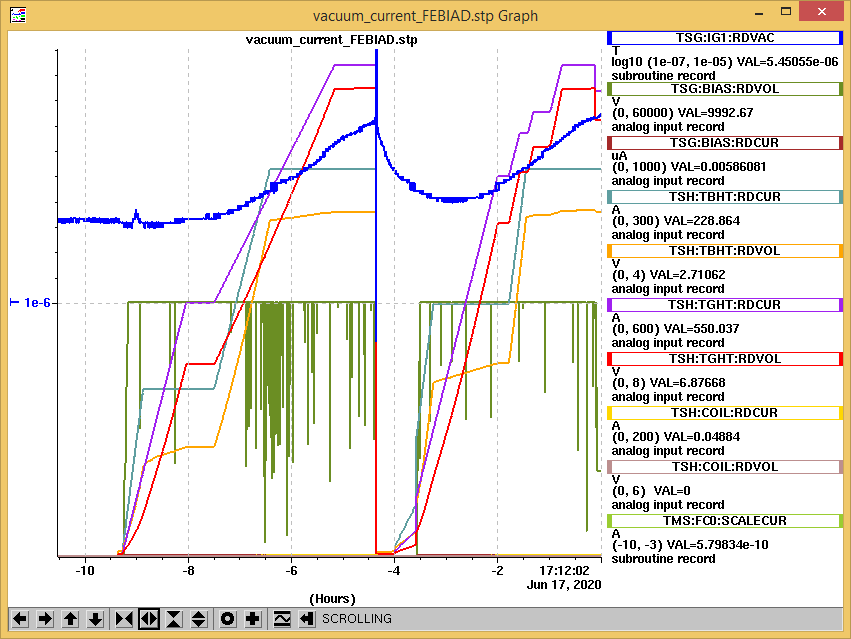 vacuum_current_FEBIAD.stp Graph
vacuum_current_FEBIAD.stp
T 1e-6
-10 -8 -6 -4 -2
17:12:02
Jun 17, 2020
(Hours)
TSG:IG1:RDVAC
T
log10 (1e-07, 1e-05) VAL=5.45055e-06
subroutine record
TSG:BIAS:RDVOL
V
(0, 60000) VAL=9992.67
analog input record
TSG:BIAS:RDCUR
uA
(0, 1000) VAL=0.00586081
analog input record
TSH:TBHT:RDCUR
A
(0, 300) VAL=228.864
analog input record
TSH:TBHT:RDVOL
V
(0, 4) VAL=2.71062
analog input record
TSH:TGHT:RDCUR
A
(0, 600) VAL=550.037
analog input record
TSH:TGHT:RDVOL
V
(0, 8) VAL=6.87668
analog input record
TSH:COIL:RDCUR
A
(0, 200) VAL=0.04884
analog input record
TSH:COIL:RDVOL
V
(0, 6) VAL=0
analog input record
TMS:FC0:SCALECUR
A
(-10, -3) VAL=5.79834e-10
subroutine record
SCROLLING